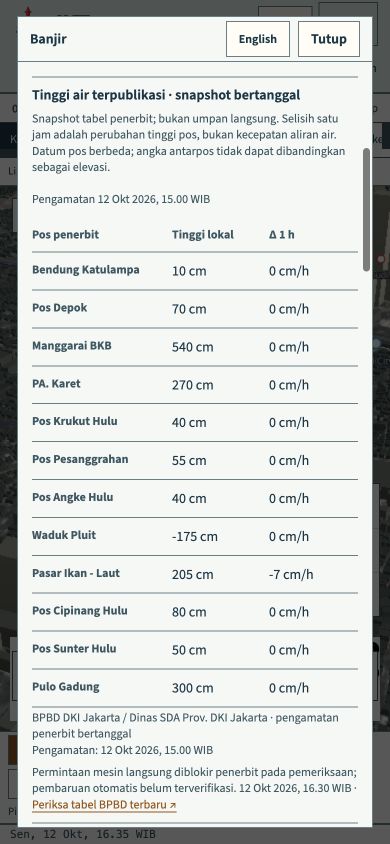 Banjir
English
Tutup
Tinggi air terpublikasi · snapshot bertanggal
Snapshot tabel penerbit; bukan umpan langsung. Selisih satu
jam adalah perubahan tinggi pos, bukan kecepatan aliran air.
Datum pos berbeda; angka antarpos tidak dapat dibandingkan
sebagai elevasi.
Pengamatan 12 Okt 2026, 15.00 WIB
Pos penerbit Tinggi lokal Δ 1 h
Bendung Katulampa 10 cm 0 cm/h
Pos Depok 70 cm 0 cm/h
Manggarai BKB 540 cm 0 cm/h
PA. Karet 270 cm 0 cm/h
Pos Krukut Hulu 40 cm 0 cm/h
Pos Pesanggrahan 55 cm 0 cm/h
Pos Angke Hulu 40 cm 0 cm/h
Waduk Pluit -175 cm 0 cm/h
Pasar Ikan - Laut 205 cm -7 cm/h
Pos Cipinang Hulu 80 cm 0 cm/h
Pos Sunter Hulu 50 cm 0 cm/h
Pulo Gadung 300 cm 0 cm/h
BPBD DKI Jakarta / Dinas SDA Prov. DKI Jakarta · pengamatan
penerbit bertanggal
Pengamatan: 12 Okt 2026, 15.00 WIB
Permintaan mesin langsung diblokir penerbit pada pemeriksaan;
pembaruan otomatis belum terverifikasi. 12 Okt 2026, 16.30 WIB ·
Periksa tabel BPBD terbaru ↗
Sen, 12 Okt, 16.35 WIB